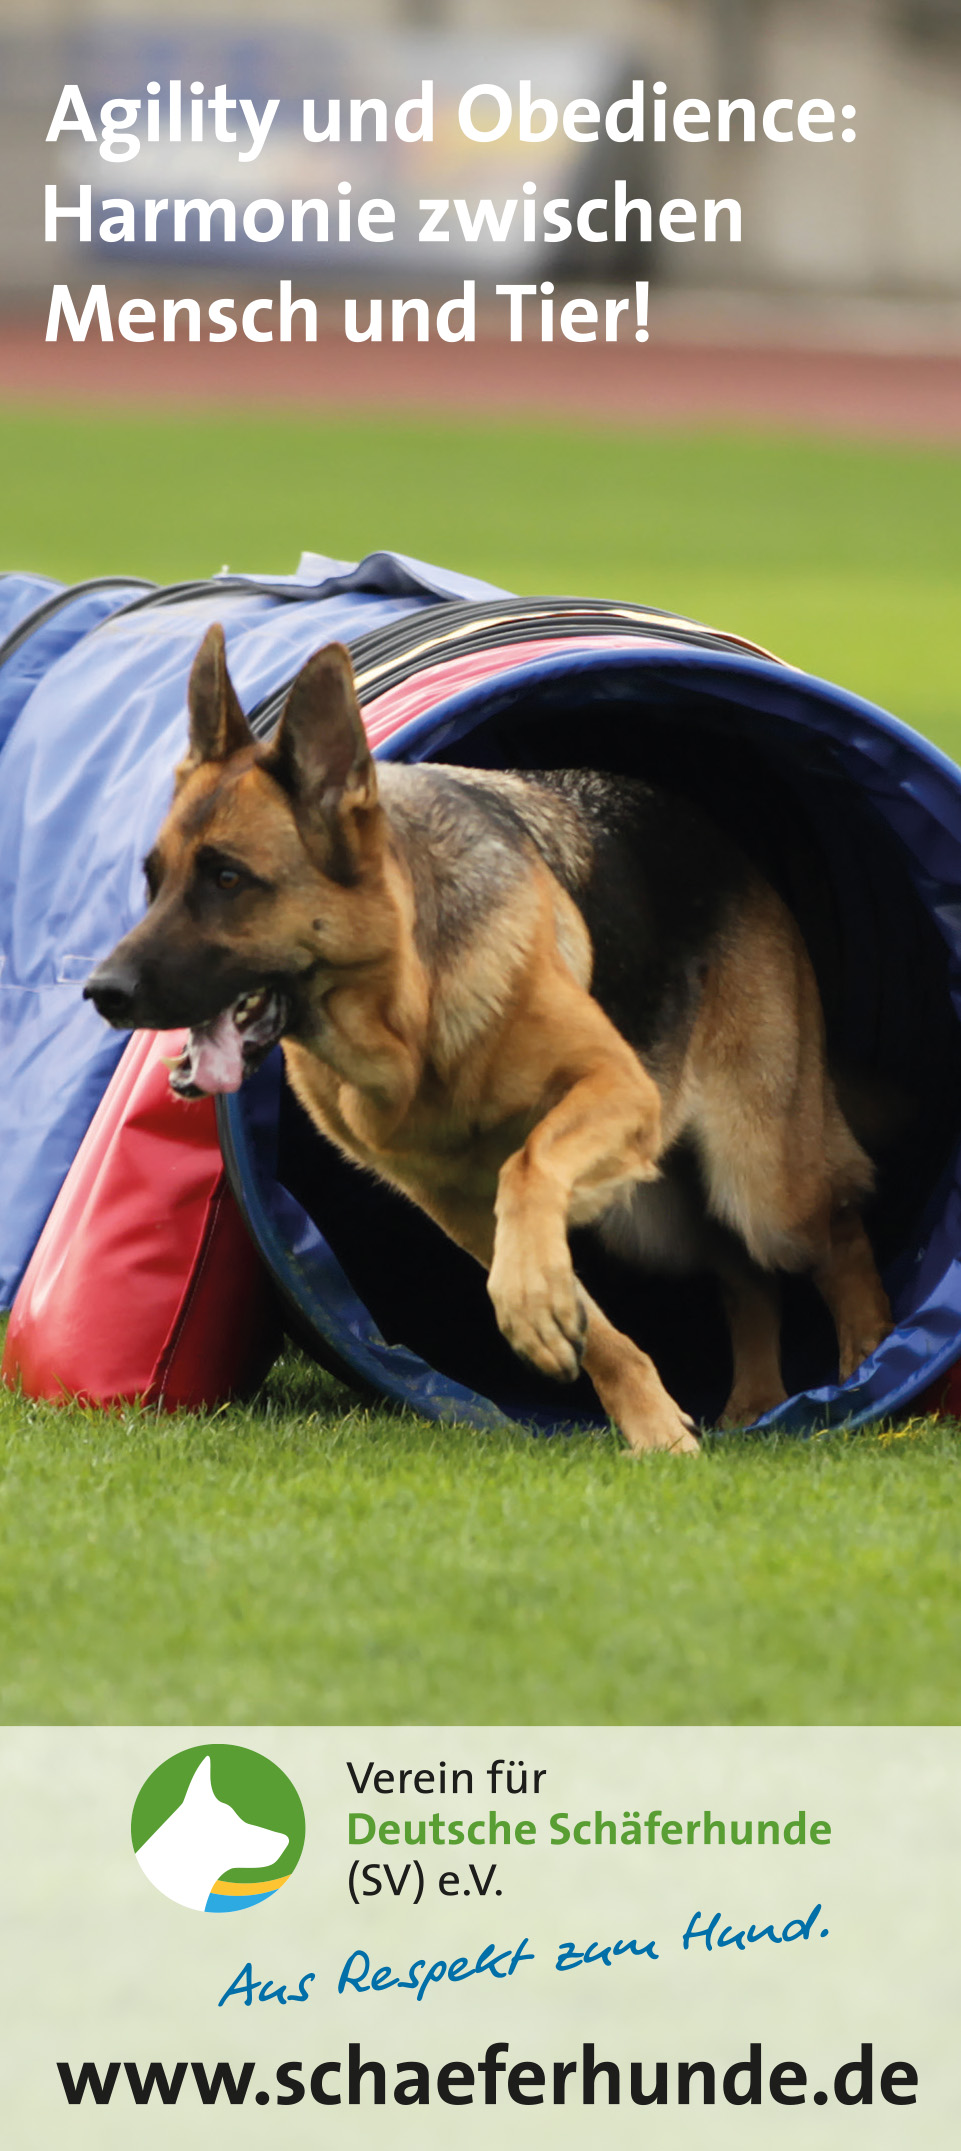 Agility und Obedience:
Harmonie zwischen
Mensch und Tier!
Verein für
Deutsche Schäferhunde
(SV) e.V.
Aus Respekt zum Hund.
www.schaeferhunde.de